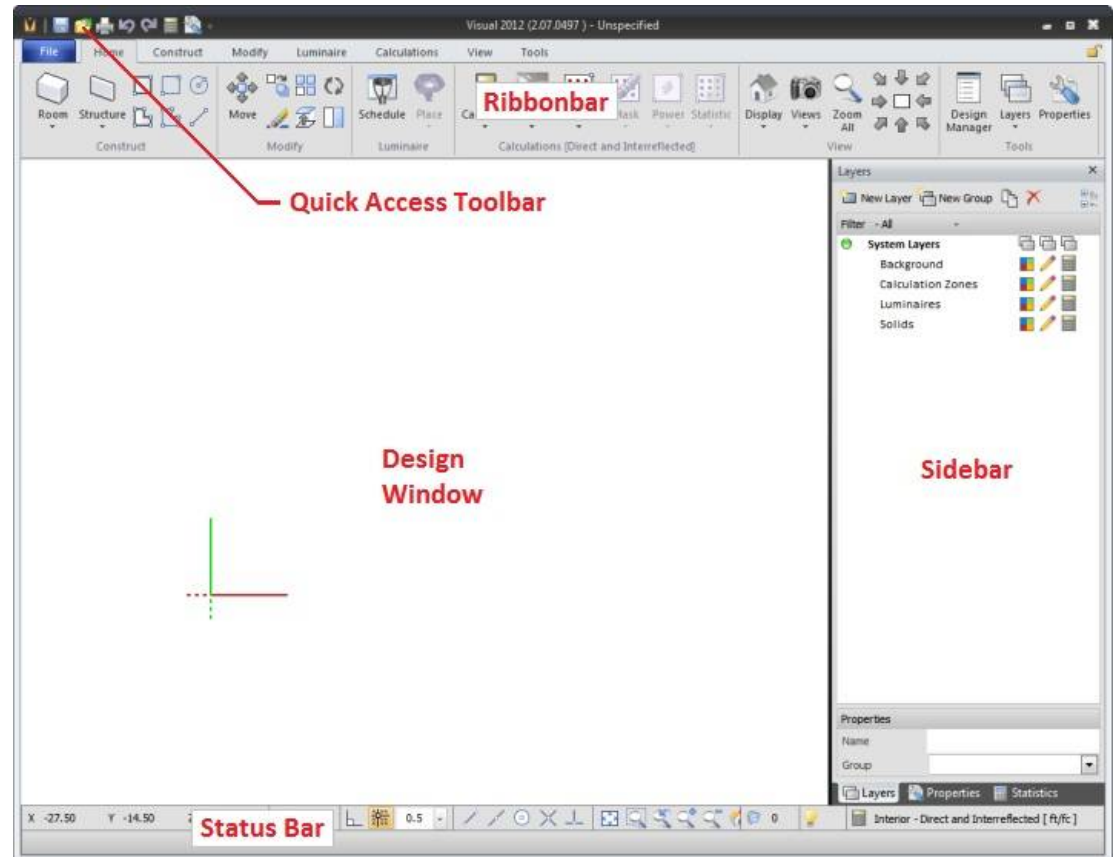 Visual 2012 (2.07.0497 ) - Unspecified
File Home Construct Modify Luminaire Calculations View Tools
Ribbonbar
Room Structure Move Schedule Place Power Statistic Display Views Zoom All Design Manager Layers Properties
Construct Modify Luminaire Calculations (Direct and Interreflected) View Tools
Quick Access Toolbar
Layers
New Layer New Group
Filter - All -
System Layers
Background
Calculation Zones
Luminaires
Solids
Design
Window
Sidebar
Properties
Name
Group
Layers Properties Statistics
X -27.50 Y -14.50 0.5 0 Interior - Direct and Interreflected [ ft/fc ]
Status Bar